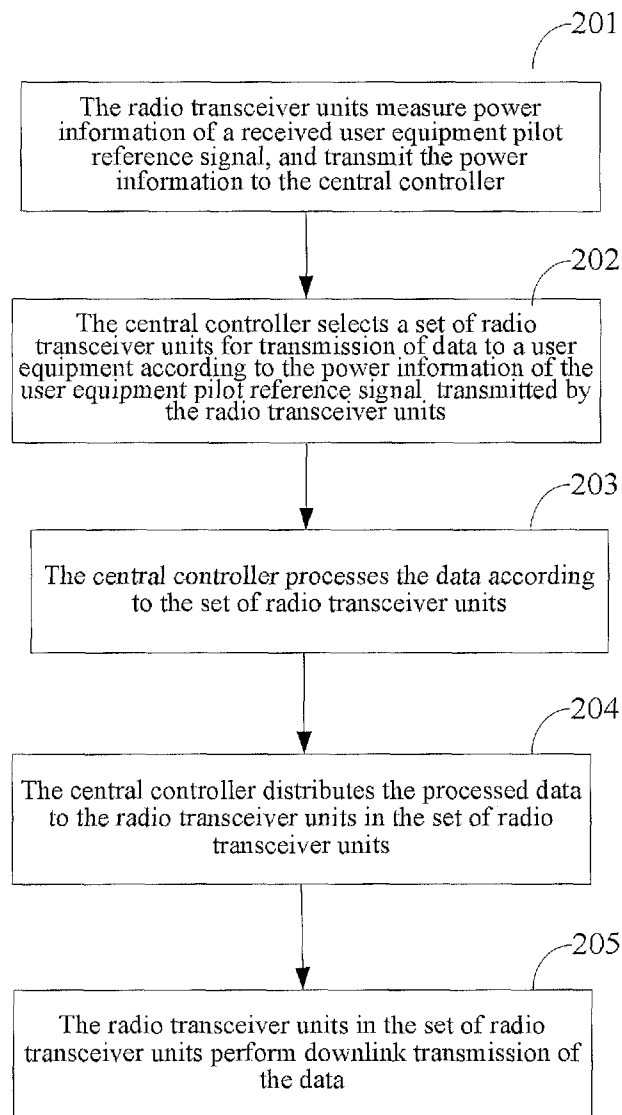 201
The radio transceiver units measure power
information of a received user equipment pilot
reference signal, and transmit the power
information to the central controller
202
The central controller selects a set of radio
transceiver units for transmission of data to a user
equipment according to the power information of the
user equipment pilot reference signal transmitted by
the radio transceiver units
203
The central controller processes the data according
to the set of radio transceiver units
204
The central controller distributes the processed data
to the radio transceiver units in the set of radio
transceiver units
205
The radio transceiver units in the set of radio
transceiver units perform downlink transmission of
the data